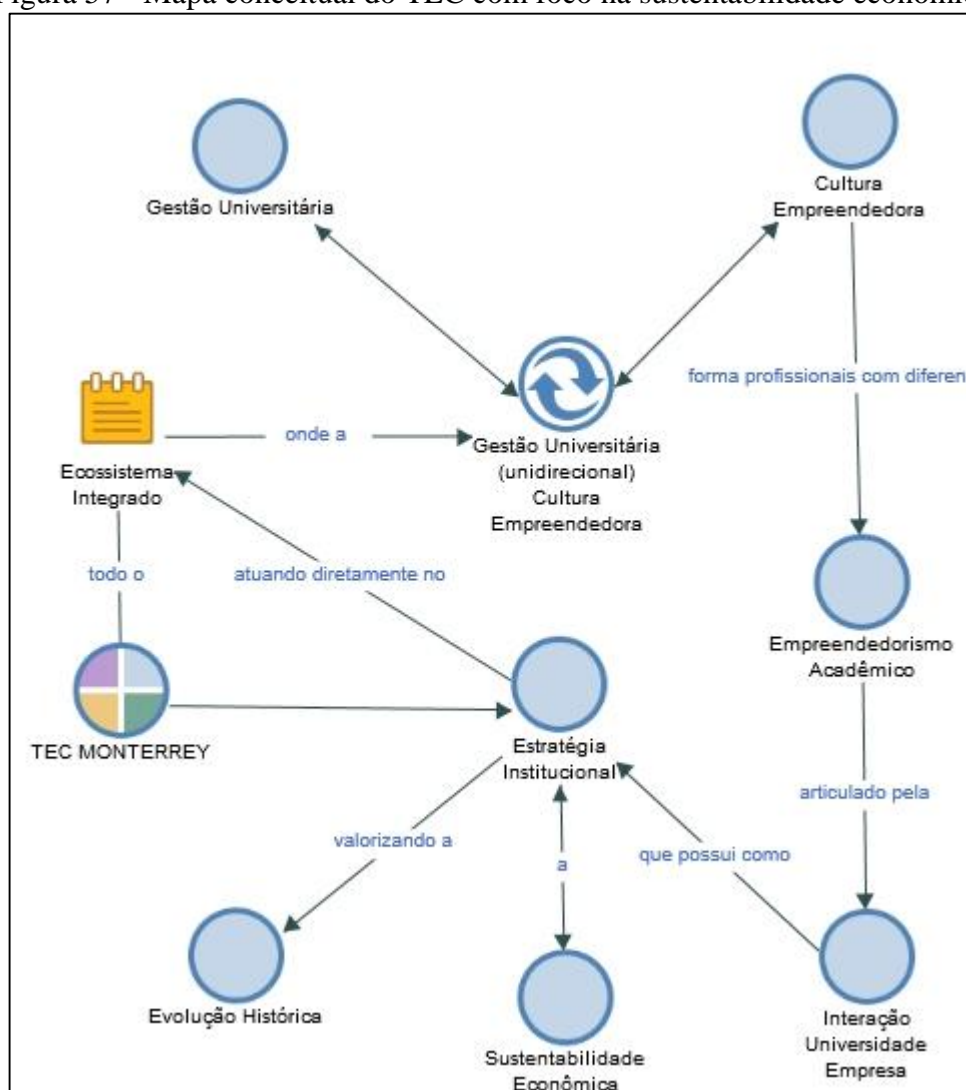 Figura 37 - Mapa conceitual do TEC com foco na sustentabilidade
Gestão Universitária
Cultura
Empreendedora
forma profissionais com
onde a
Gestão Universitária
(unidirecional)
Cultura
Empreendedora
Ecossistema
Integrado
todo o
atuando diretamente no
Empreendedorismo
Acadêmico
TEC MONTERREY
Estratégia
Institucional
articulado pela
valorizando a
a
que possui como
Evolução Histórica
Sustentabilidade
Econômica
Interação
Universidade
Empresa